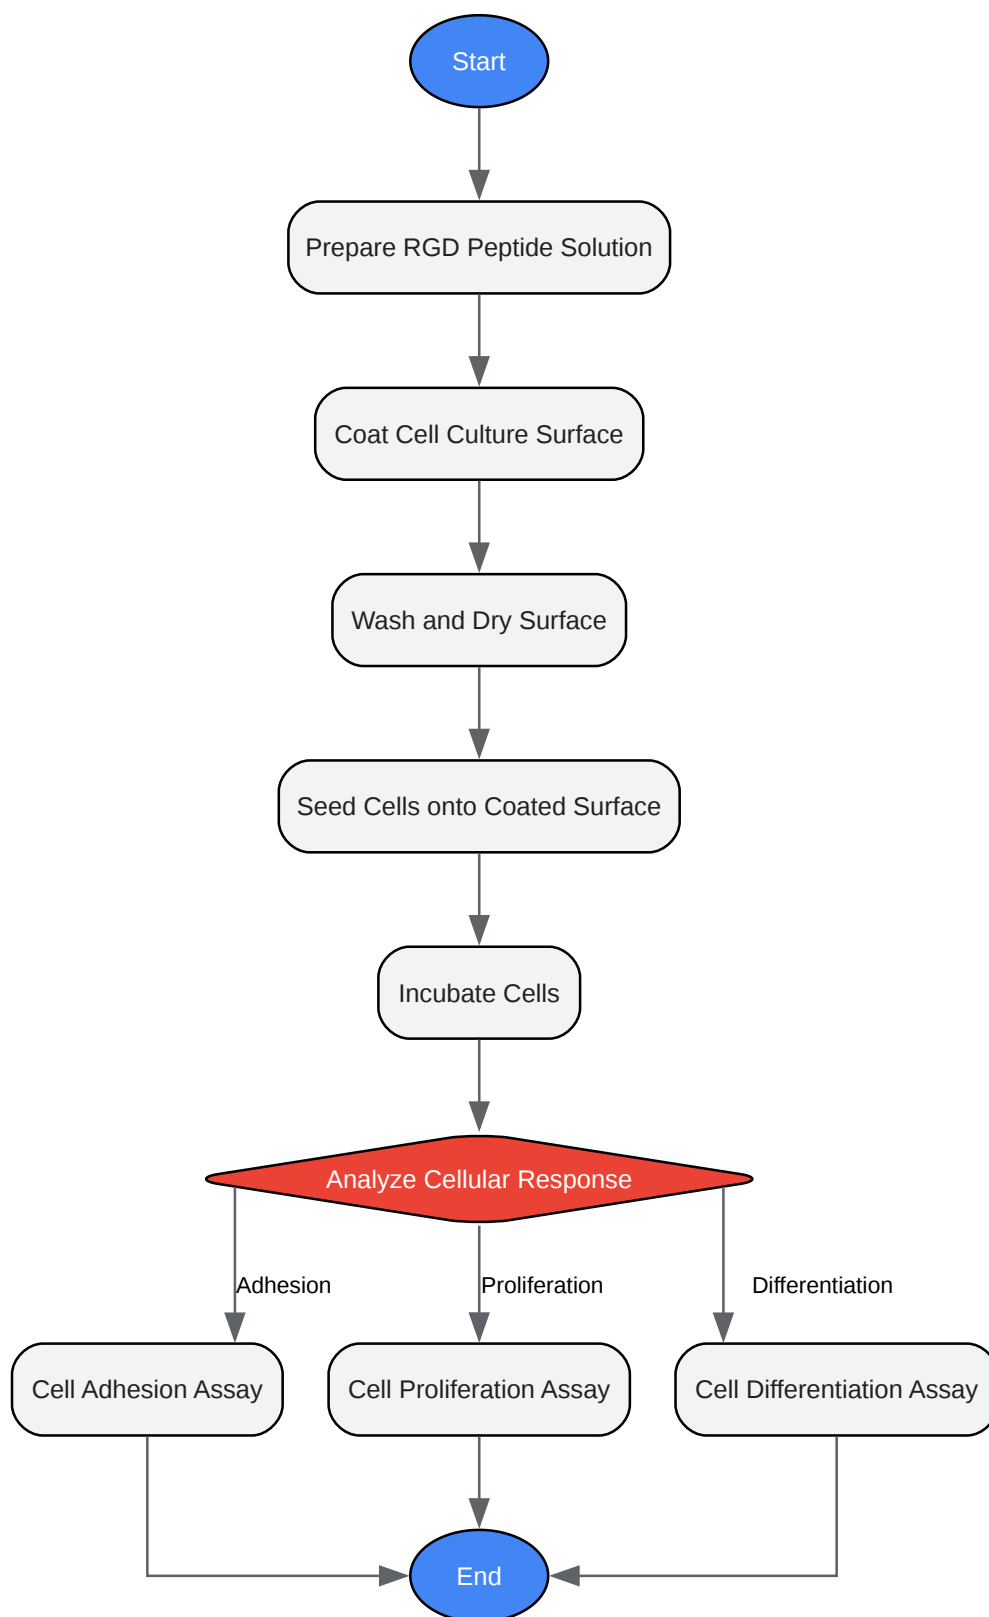 Start
Prepare RGD Peptide Solution
Coat Cell Culture Surface
Wash and Dry Surface
Seed Cells onto Coated Surface
Incubate Cells
Analyze Cellular Response
Adhesion
Proliferation
Differentiation
Cell Adhesion Assay
Cell Proliferation Assay
Cell Differentiation Assay
End